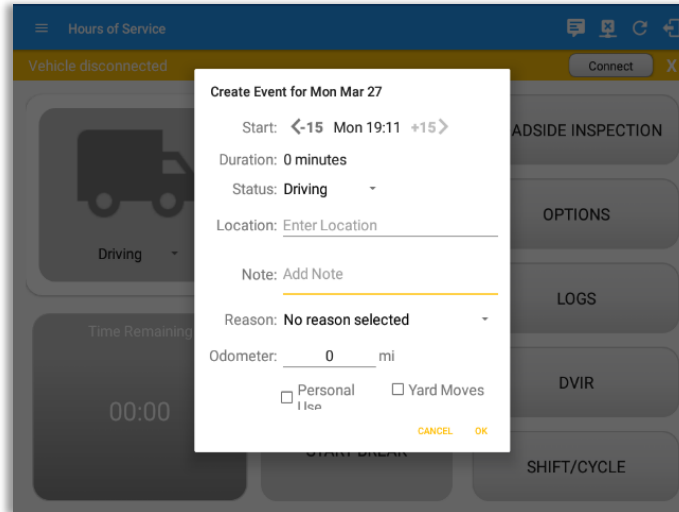 Hours of Service
Vehicle disconnected
Connect X
Create Event for Mon Mar 27
Start: -15 Mon 19:11 +15
Duration: 0 minutes
Status: Driving
Location: Enter Location
Note: Add Note
Reason: No reason selected
Odometer: 0 mi
Personal Use
Yard Moves
CANCEL OK
Driving
Time Remaining
00:00
START BREAK
ADSIDE INSPECTION
OPTIONS
LOGS
DVIR
SHIFT/CYCLE